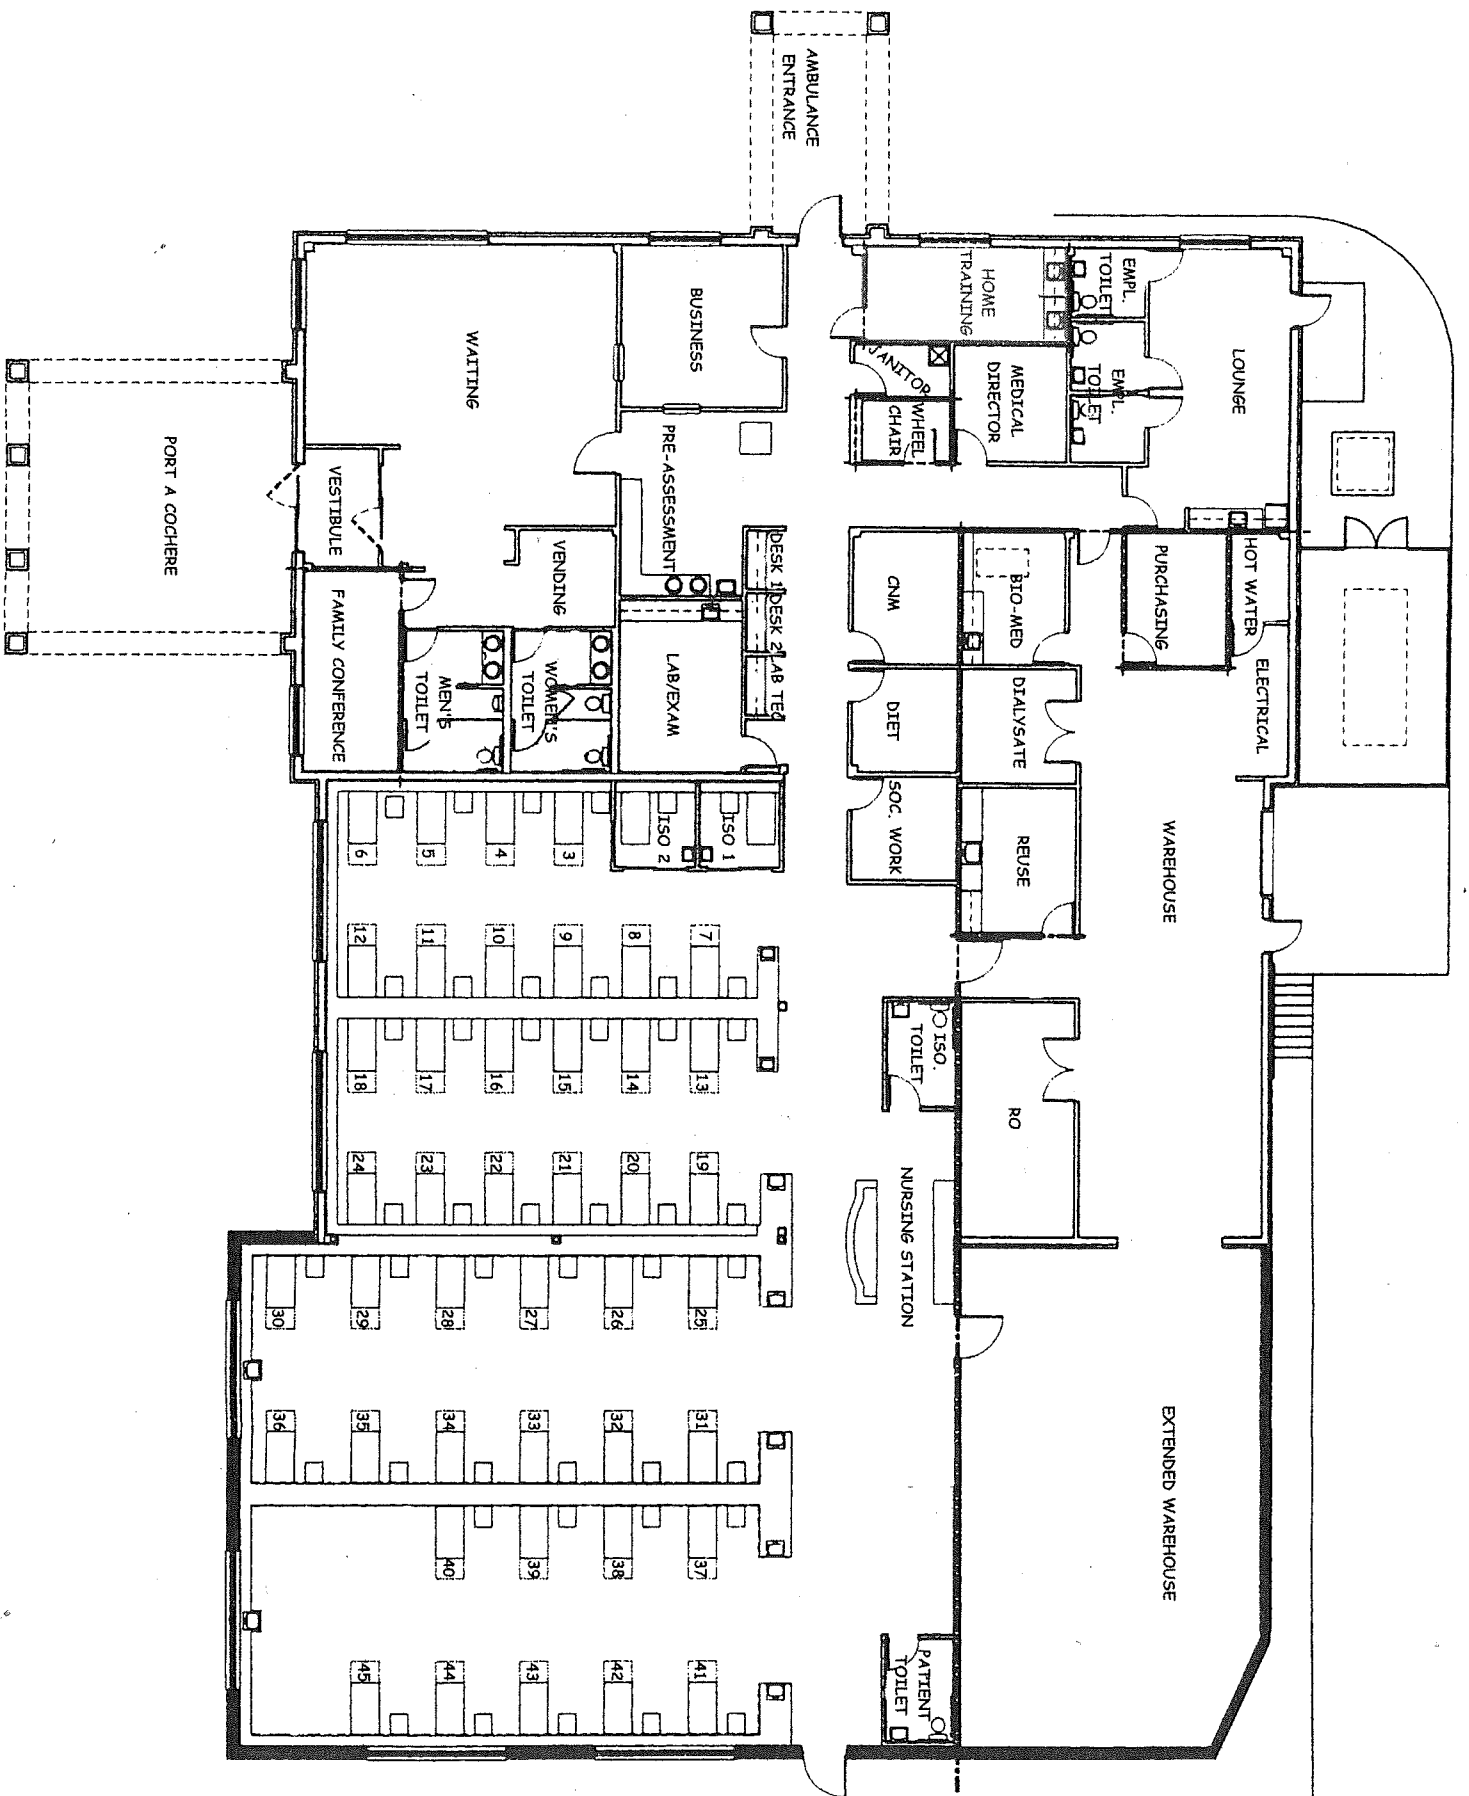 AMBULANCE
ENTRANCE
HOME
TRAINING
EMPL.
TOILET
LOUNGE
BUSINESS
WAITING
JANITOR
WHEEL
CHAIR
MEDICAL
DIRECTOR
EMPL.
TOILET
PORT A COCHERE
VESTIBULE
PRE-ASSESSMENT
VENDING
FAMILY CONFERENCE
MEN'S
TOILET
WOMEN'S
TOILET
LAB/EXAM
DESK 1
DESK 2
LAB TEC
CNM
BIO-MED
PURCHASING
HOT WATER
ELECTRICAL
DIET
DIALYSATE
SOC. WORK
REUSE
WAREHOUSE
ISO 1
ISO 2
3
4
5
6
7
8
9
10
11
12
ISO.
TOILET
RO
13
14
15
16
17
18
19
20
21
22
23
24
NURSING STATION
25
26
27
28
29
30
31
32
33
34
35
36
EXTENDED WAREHOUSE
37
38
39
40
41
42
43
44
45
PATIENT
TOILET